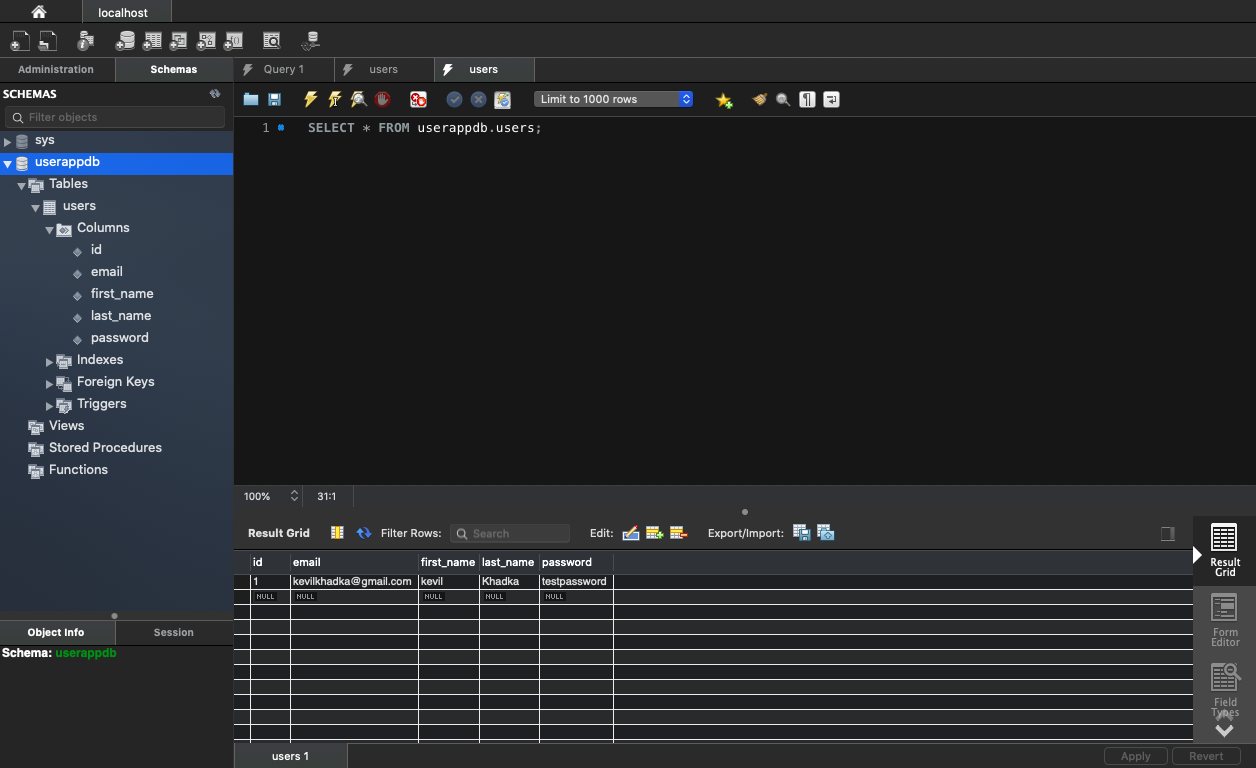 localhost
Administration Schemas
Query 1 users users
SCHEMAS
Filter objects
Limit to 1000 rows
1 SELECT * FROM userappdb.users;
sys
userappdb
Tables
users
Columns
id
email
first_name
last_name
password
Indexes
Foreign Keys
Triggers
Views
Stored Procedures
Functions
100% 31:1
Result Grid Filter Rows: Search Edit: Export/Import:
id email first_name last_name password
1 kevilkhadka@gmail.com kevil Khadka testpassword
NULL NULL NULL NULL NULL
Result
Grid
Form
Editor
Field
Types
Object Info Session
Schema: userappdb
users 1
Apply Revert